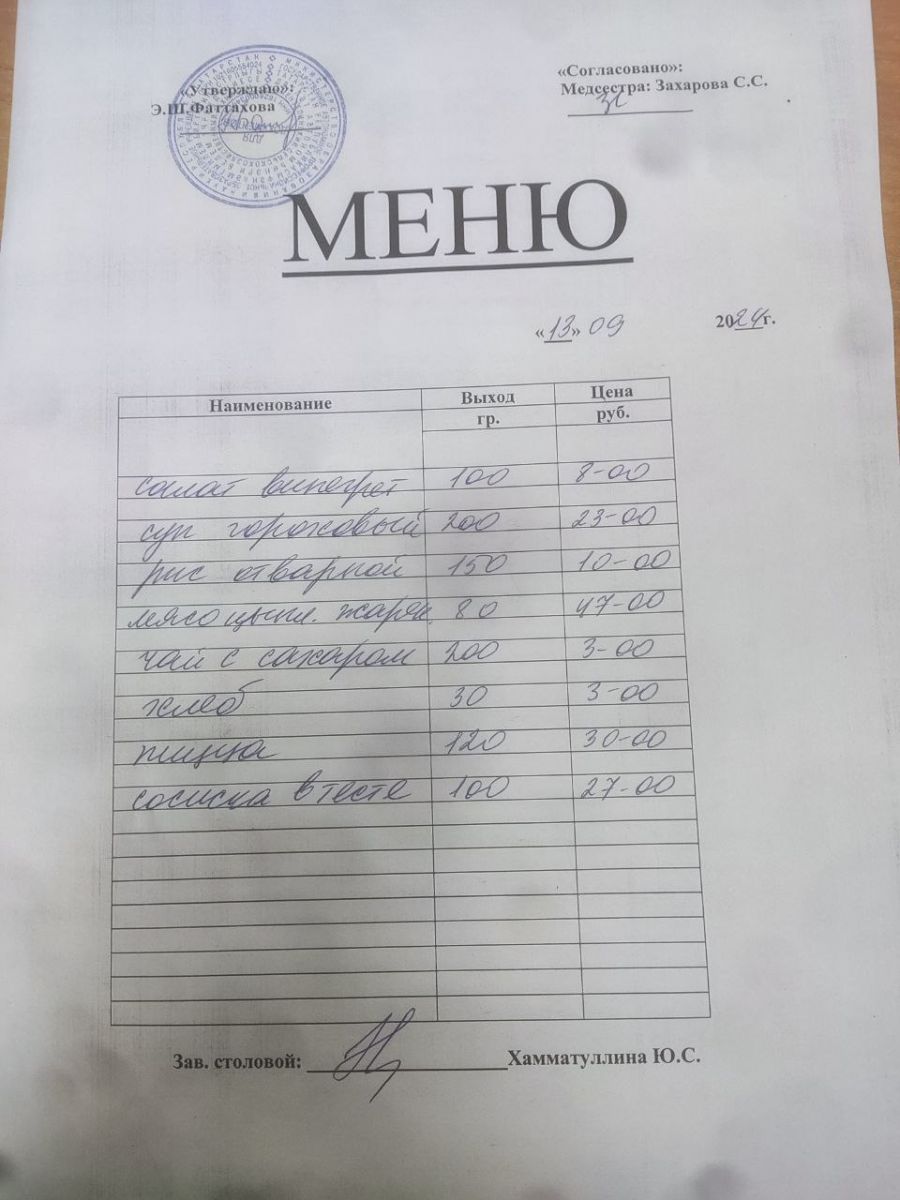 «Утверждаю»:
Э.Ш.Фаттахова
«Согласовано»:
Медсестра: Захарова С.С.
МЕНЮ
«13» 09 2024г.
Наименование Выход гр. Цена руб.
салат винегрет 100 8-00
суп гороховый 200 23-00
рис отварной 150 10-00
мясо цыпл. жарен. 80 47-00
чай с сахаром 200 3-00
хлеб 30 3-00
пицца 120 30-00
сосиска в тесте 100 27-00
Зав. столовой: Хамматуллина Ю.С.